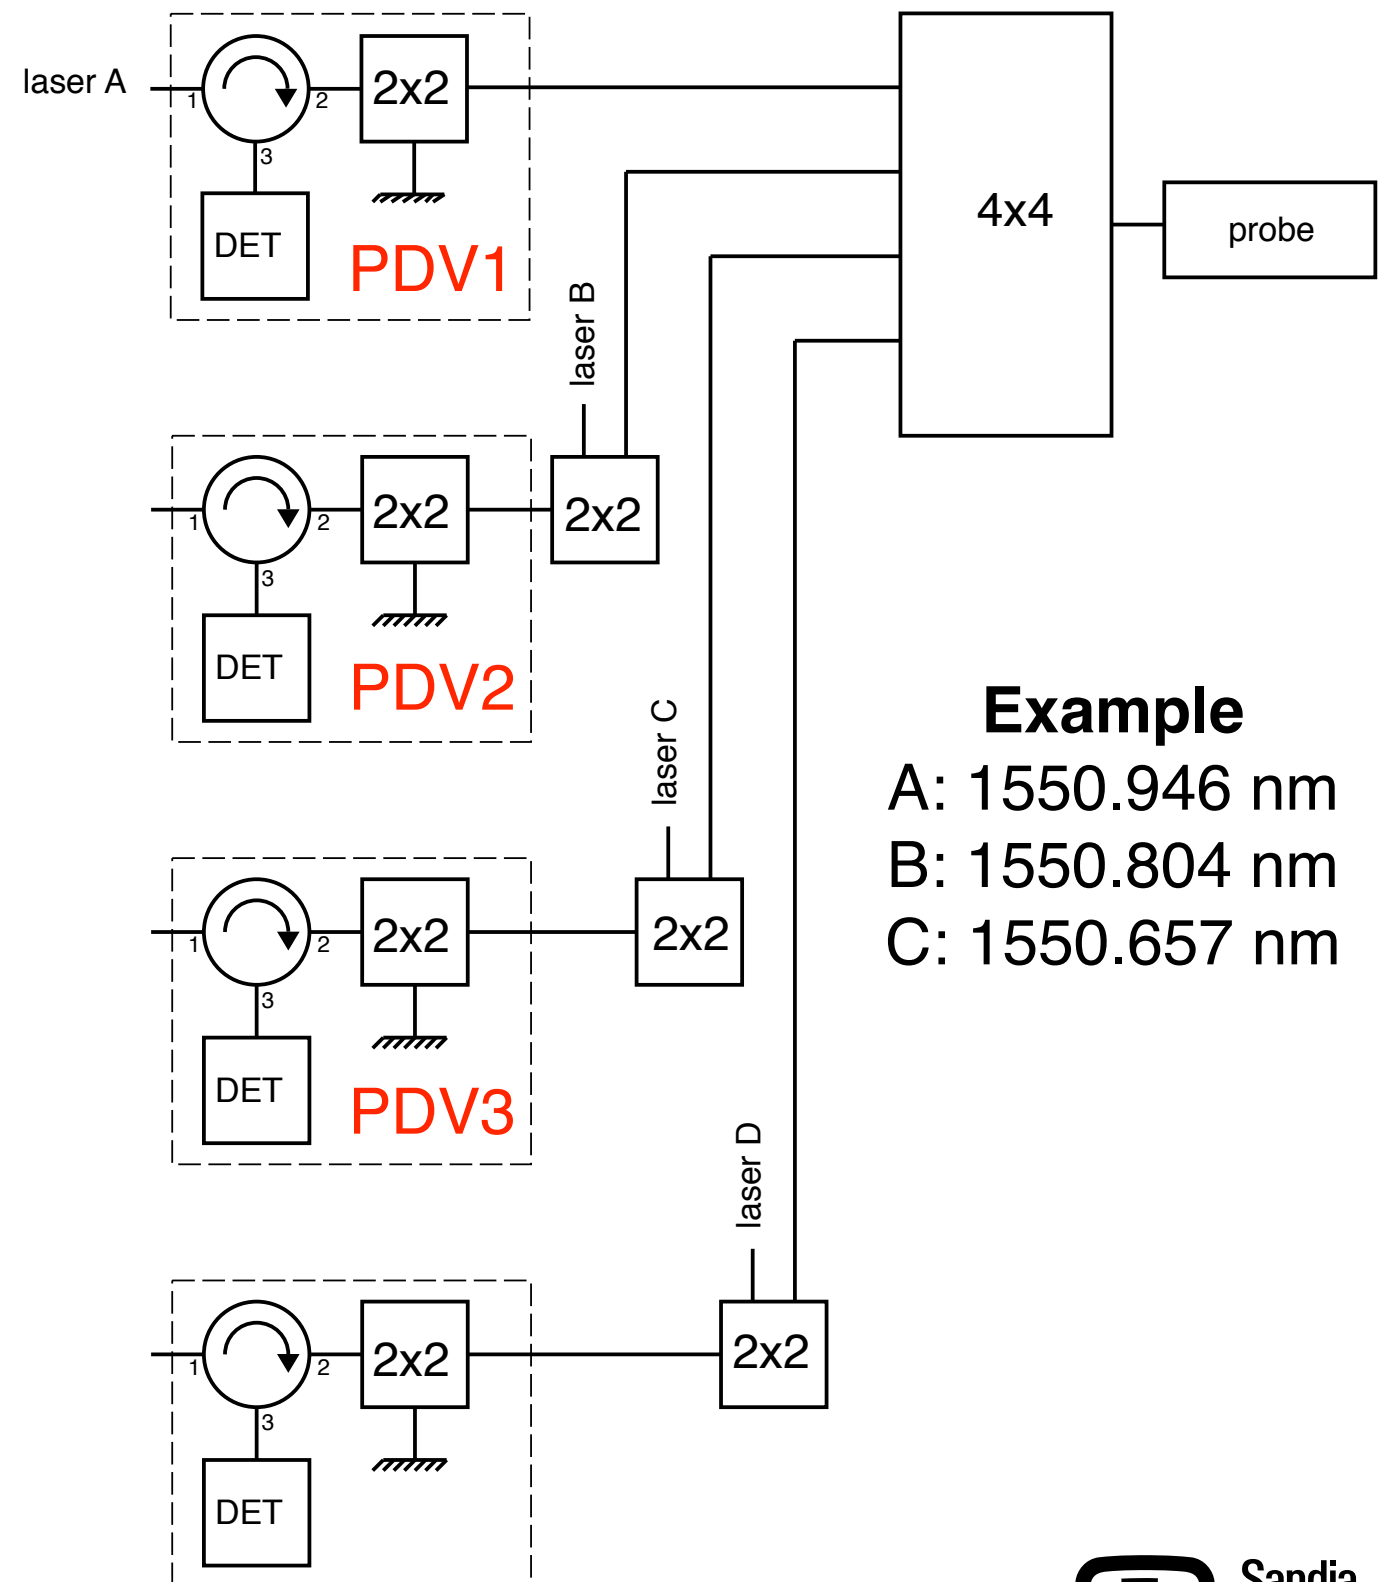 laser A
1
2
3
2x2
DET
PDV1
4x4
probe
laser B
1
2
3
2x2
2x2
DET
PDV2
laser C
Example
A: 1550.946 nm
B: 1550.804 nm
C: 1550.657 nm
1
2
3
2x2
2x2
DET
PDV3
laser D
1
2
3
2x2
2x2
DET
Sandia